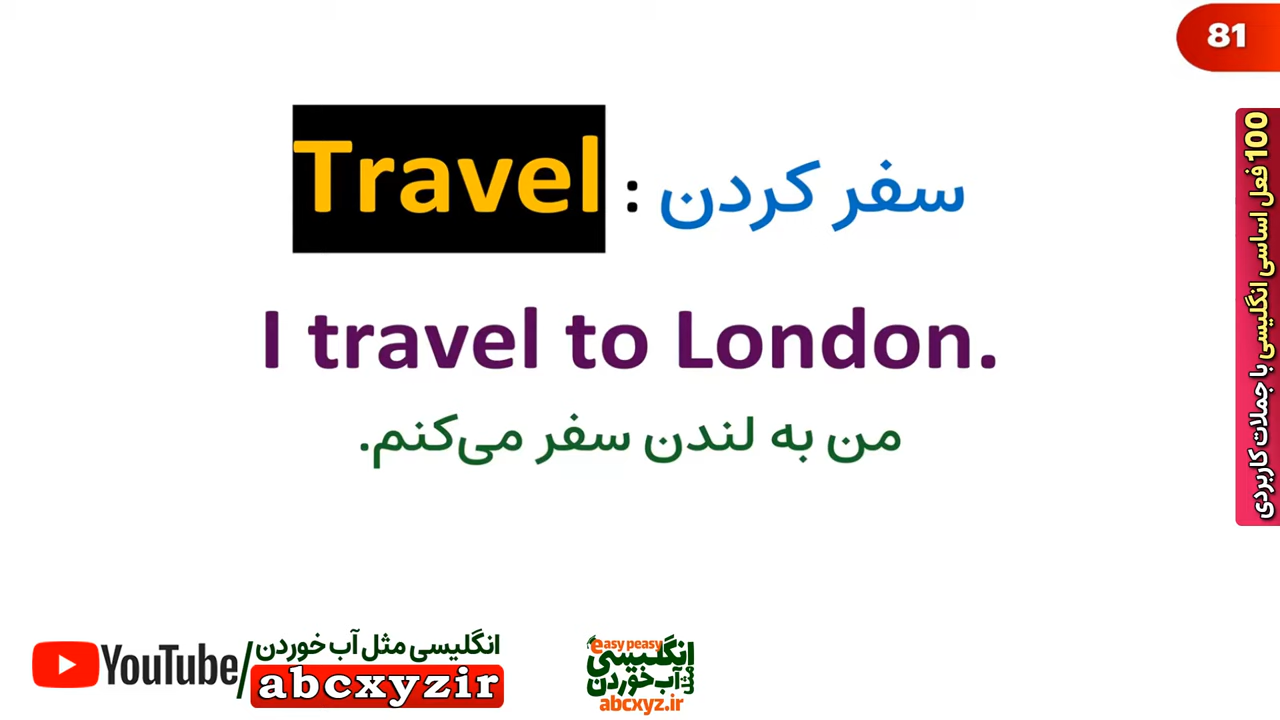 81
Travel : سفر کردن
I travel to London.
من به لندن سفر می‌کنم.
100 فعل اساسی انگلیسی با جملات کاربردی
YouTube/انگلیسی مثل آب خوردن
abcxyzir
easy peasy
انگلیسی
مثل آب خوردن
abcxyz.ir